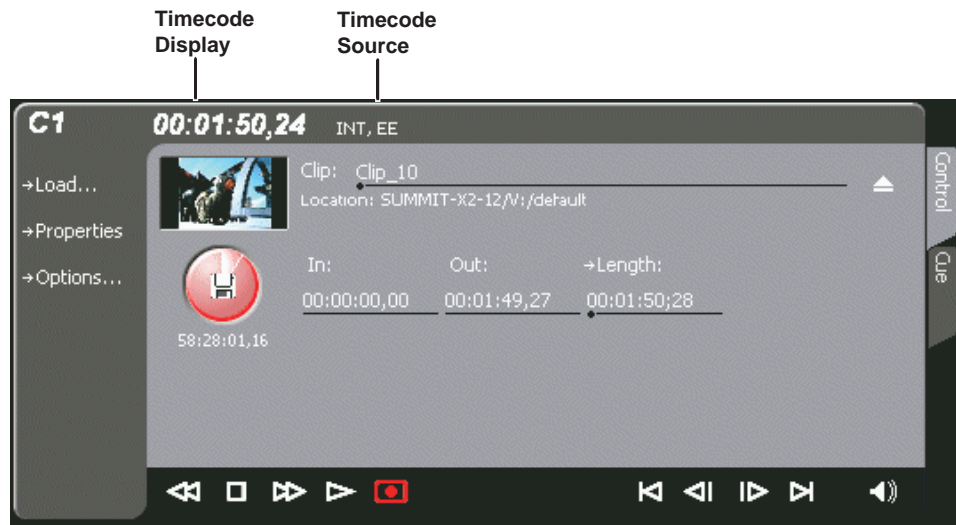 Timecode Display
Timecode Source
C1
00:01:50,24 INT, EE
→Load...
→Properties
→Options...
Clip: Clip_10
Location: SUMMIT-X2-12/V:/default
In: Out: →Length:
00:00:00,00 00:01:49,27 00:01:50;28
58:28:01,16
Control
Cue